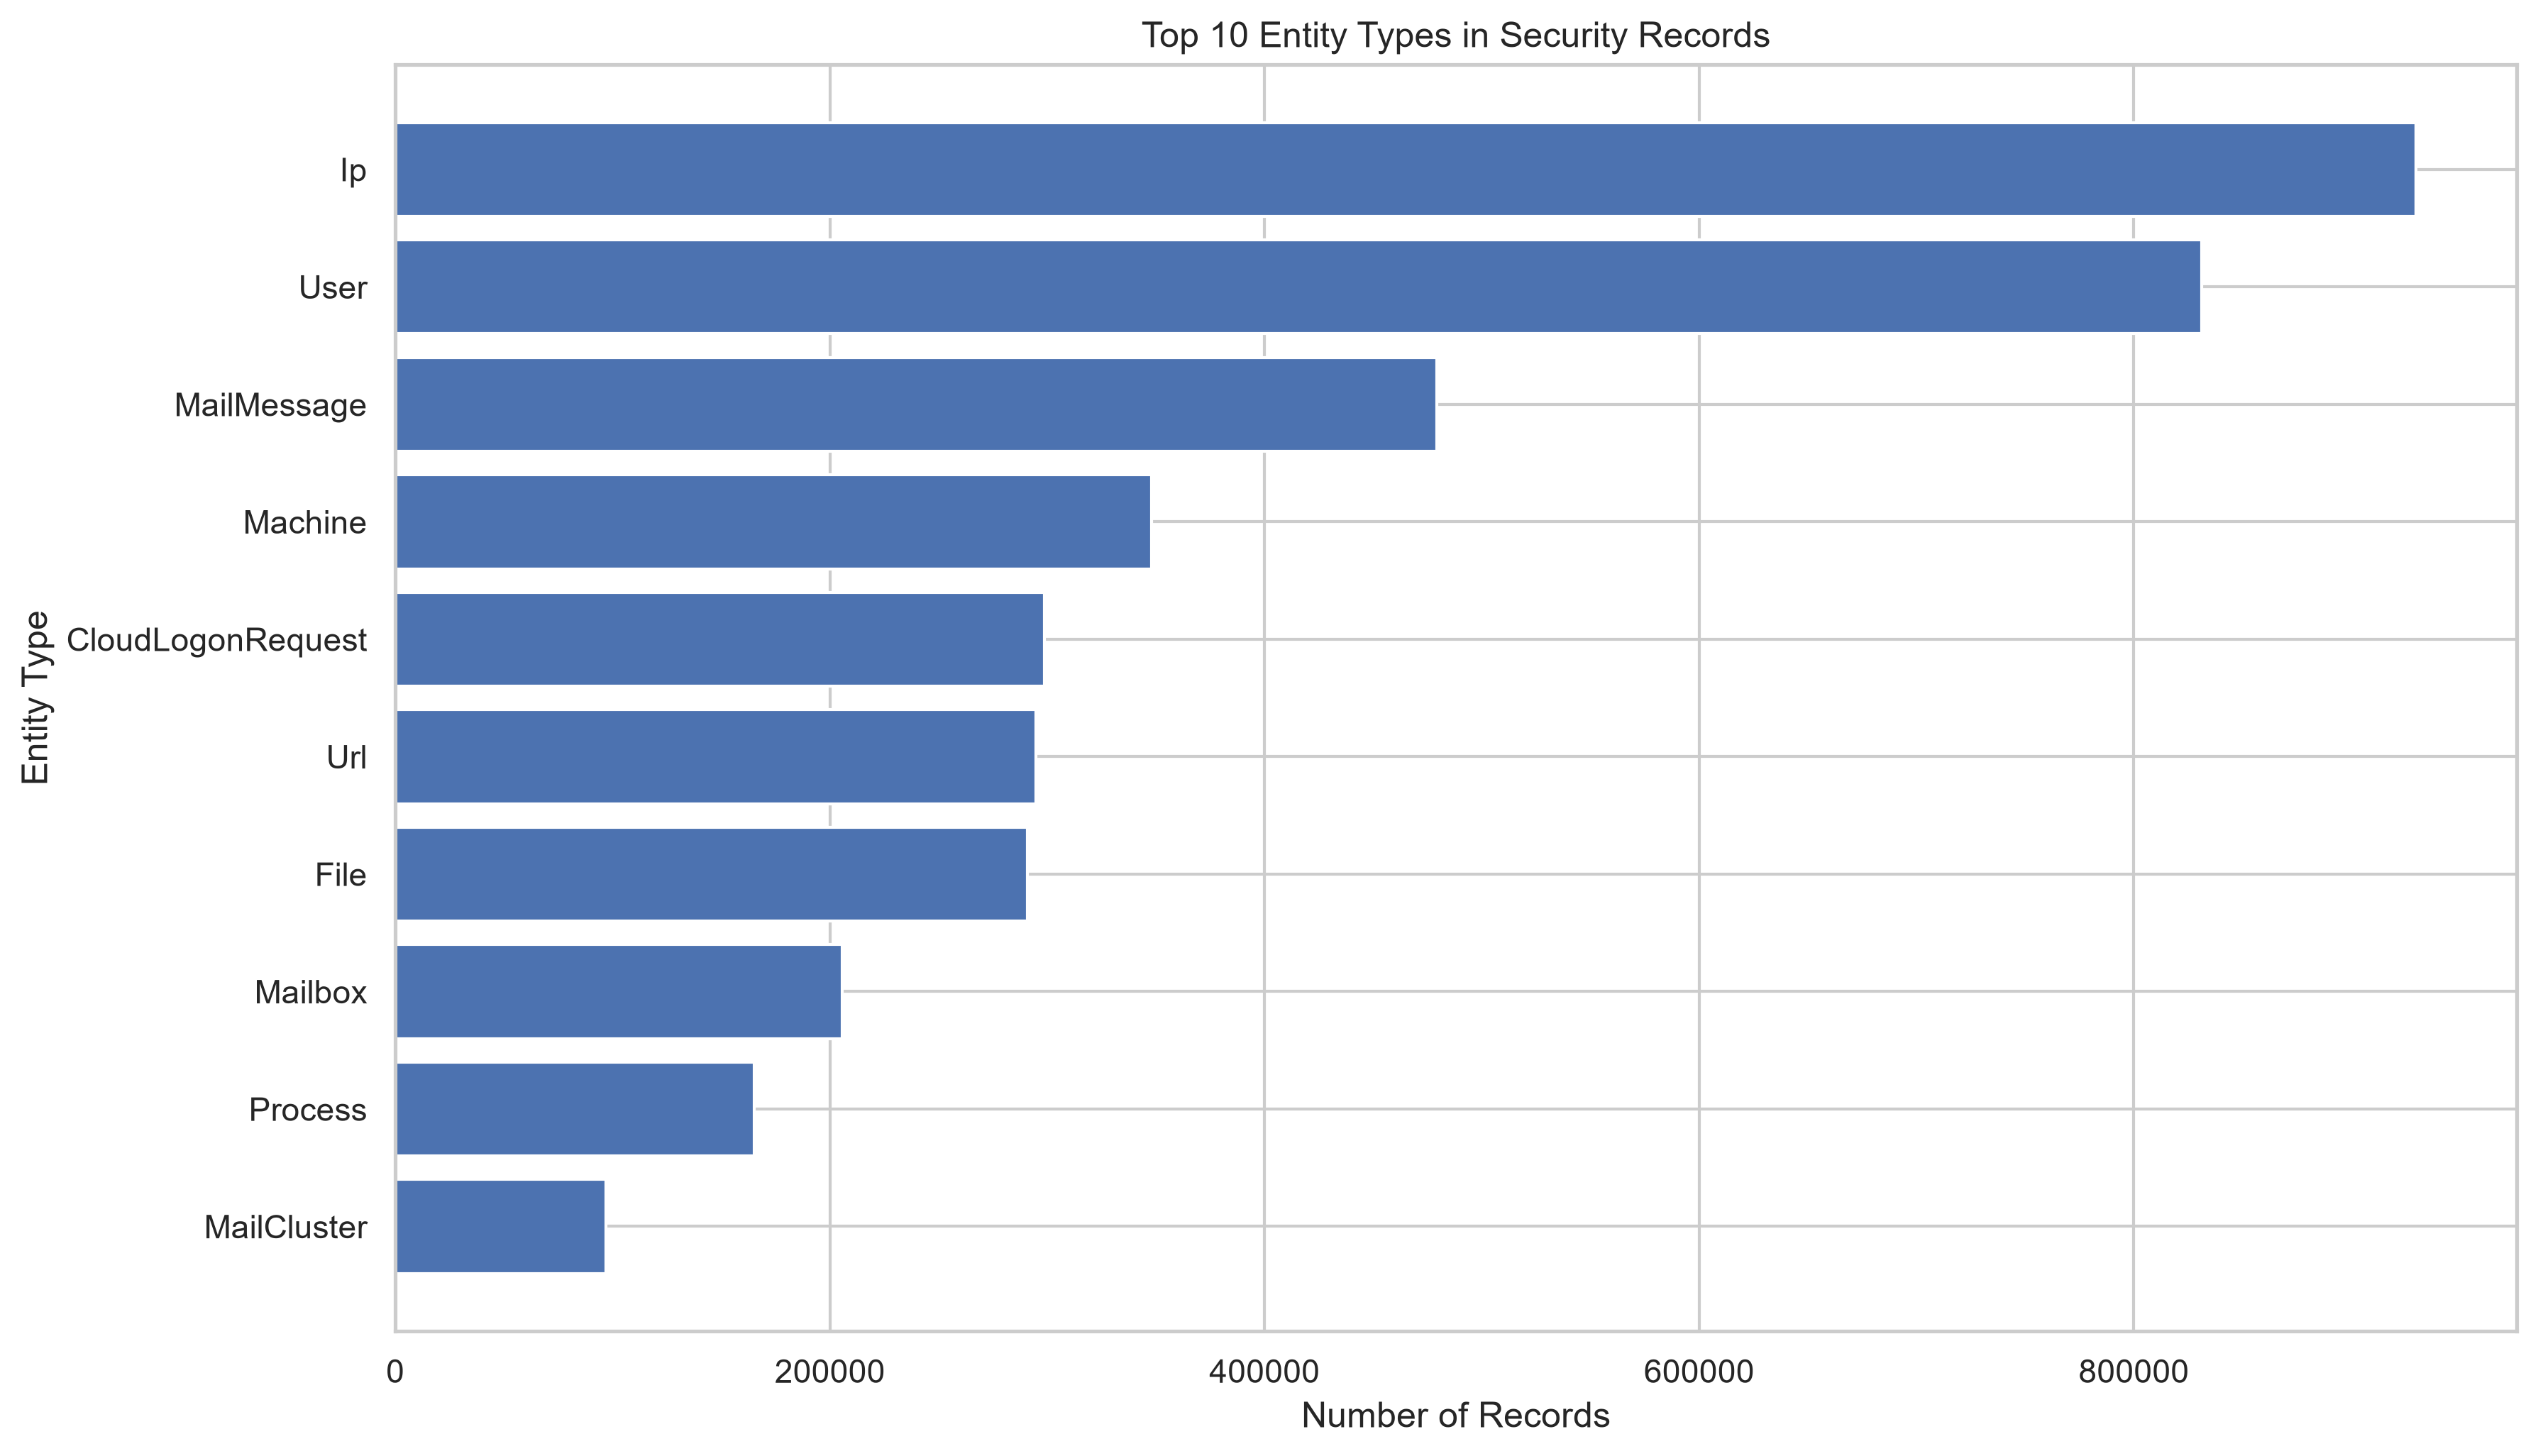 Top 10 Entity Types in Security Records
Entity Type
Ip
User
MailMessage
Machine
CloudLogonRequest
Url
File
Mailbox
Process
MailCluster
0 200000 400000 600000 800000
Number of Records